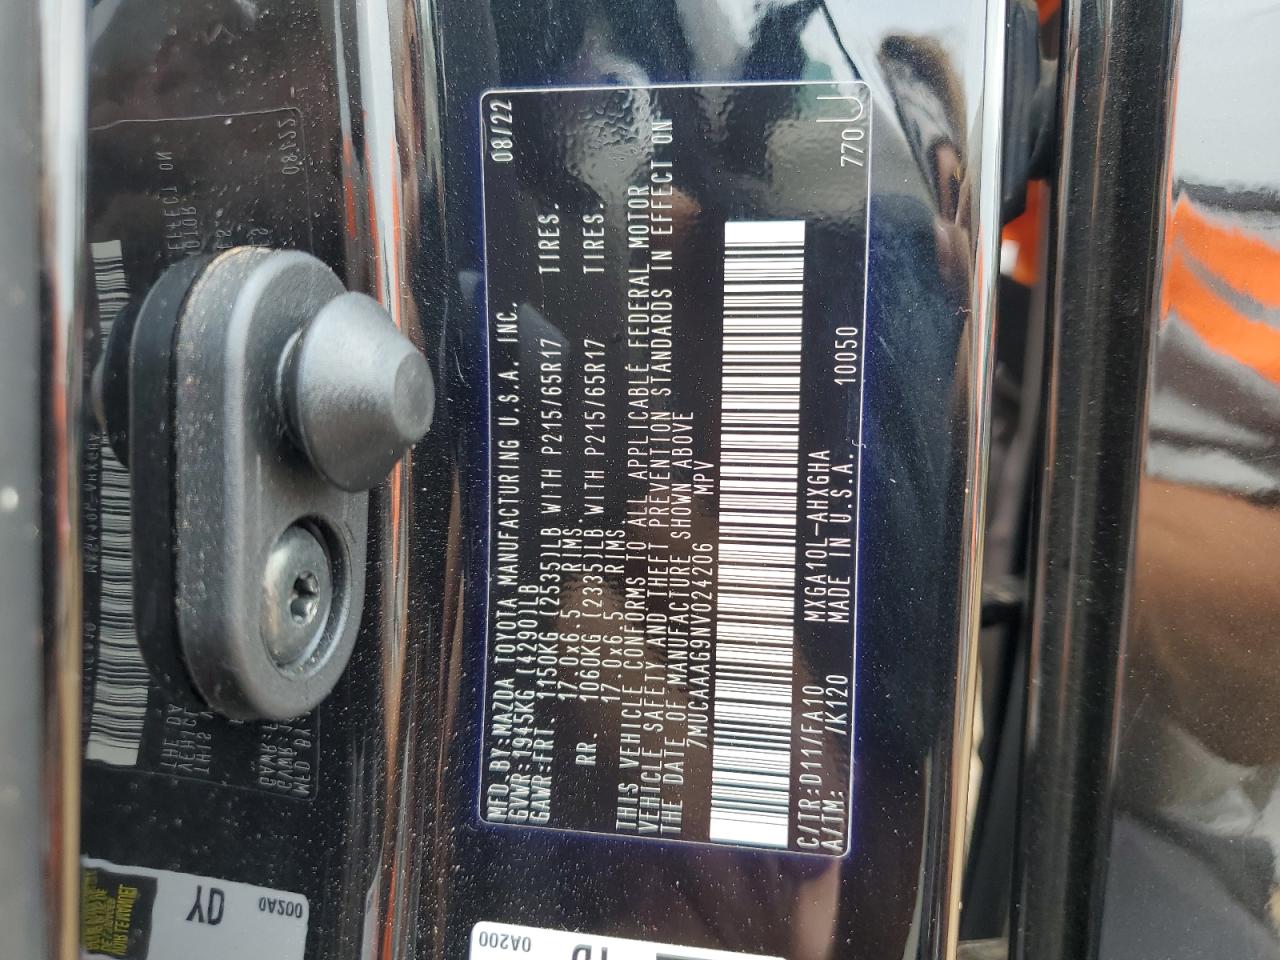 MFD.BY:MAZDA TOYOTA MANUFACTURING U.S.A. INC. 08/22
GVWR:1945KG (4290)LB
GAWR:FRT. 1150KG (2535)LB WITH P215/65R17 TIRES.
17.0X6.5 RIMS.
RR. 1060KG (2335)LB WITH P215/65R17 TIRES.
17.0X6.5 RIMS.
THIS VEHICLE CONFORMS TO ALL APPLICABLE FEDERAL MOTOR
VEHICLE SAFETY AND THEFT PREVENTION STANDARDS IN EFFECT ON
THE DATE OF MANUFACTURE SHOWN ABOVE
7MUCAAAG9NV024206 MPV
C/TR:D11/FA10 MXGA10L-AHXGHA 10050 770
A/TM: /K120 MADE IN U.S.A.
0A200